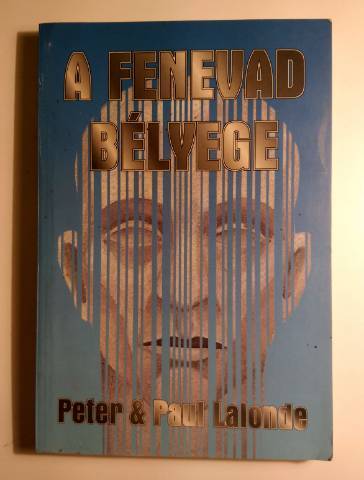 A FENEVAD
BÉLYEGE
Peter & Paul Lalonde